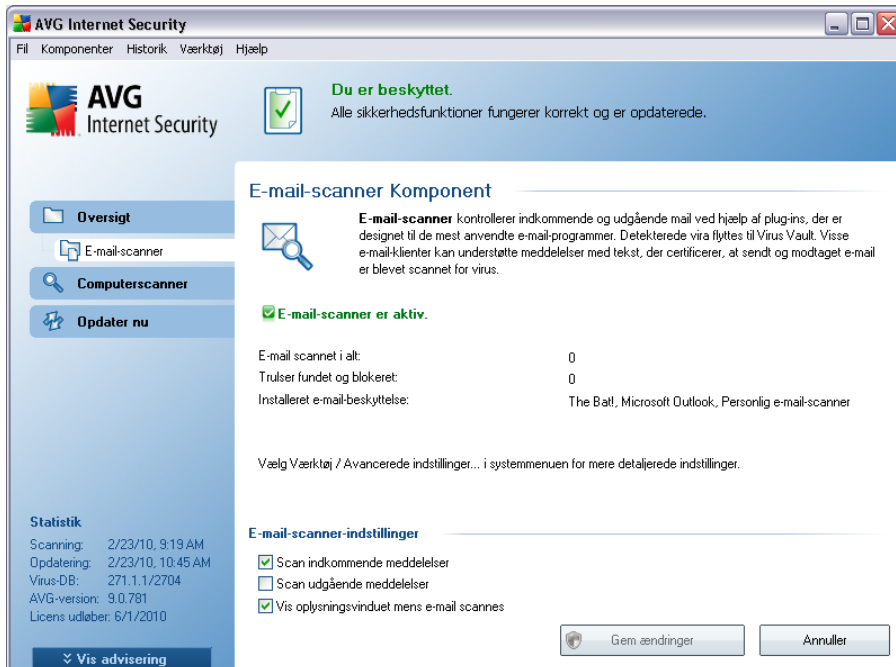 AVG Internet Security
Fil Komponenter Historik Værktøj Hjælp
AVG
Internet Security
Du er beskyttet.
Alle sikkerhedsfunktioner fungerer korrekt og er opdaterede.
Oversigt
E-mail-scanner
Computerscanner
Opdater nu
E-mail-scanner Komponent
E-mail-scanner kontrollerer indkommende og udgående mail ved hjælp af plug-ins, der er
designet til de mest anvendte e-mail-programmer. Detekterede vira flyttes til Virus Vault. Visse
e-mail-klienter kan understøtte meddelelser med tekst, der certificerer, at sendt og modtaget e-mail
er blevet scannet for virus.
E-mail-scanner er aktiv.
E-mail scannet i alt: 0
Trulser fundet og blokeret: 0
Installeret e-mail-beskyttelse: The Bat!, Microsoft Outlook, Personlig e-mail-scanner
Vælg Værktøj / Avancerede indstillinger... i systemmenuen for mere detaljerede indstillinger.
E-mail-scanner-indstillinger
Scan indkommende meddelelser
Scan udgående meddelelser
Vis oplysningsvinduet mens e-mail scannes
Gem ændringer
Annuller
Statistik
Scanning: 2/23/10, 9:19 AM
Opdatering: 2/23/10, 10:45 AM
Virus-DB: 271.1.1/2704
AVG-version: 9.0.781
Licens udløber: 6/1/2010
Vis advisering